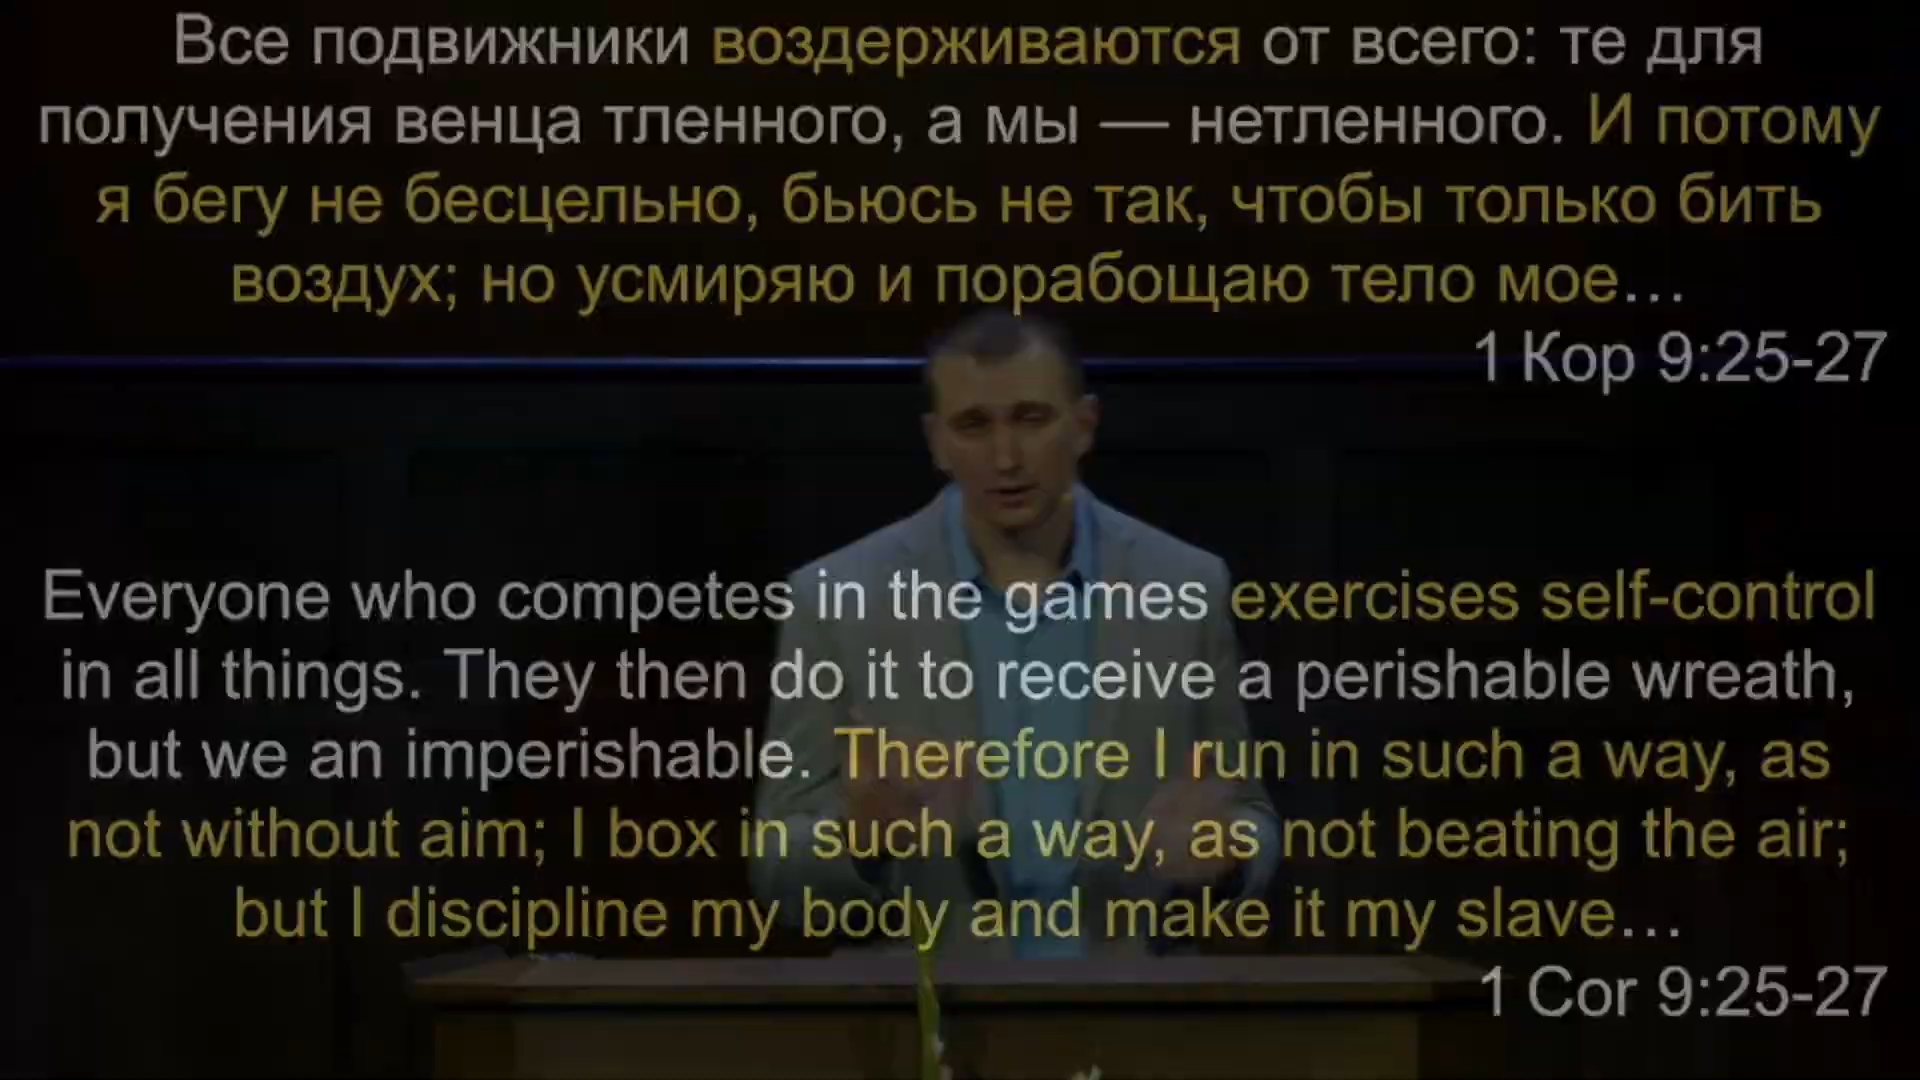 Все подвижники воздерживаются от всего: те для
получения венца тленного, а мы — нетленного. И потому
я бегу не бесцельно, бьюсь не так, чтобы только бить
воздух; но усмиряю и порабощаю тело мое…
1 Кор 9:25-27
Everyone who competes in the games exercises self-control
in all things. They then do it to receive a perishable wreath,
but we an imperishable. Therefore I run in such a way, as
not without aim; I box in such a way, as not beating the air;
but I discipline my body and make it my slave…
1 Cor 9:25-27